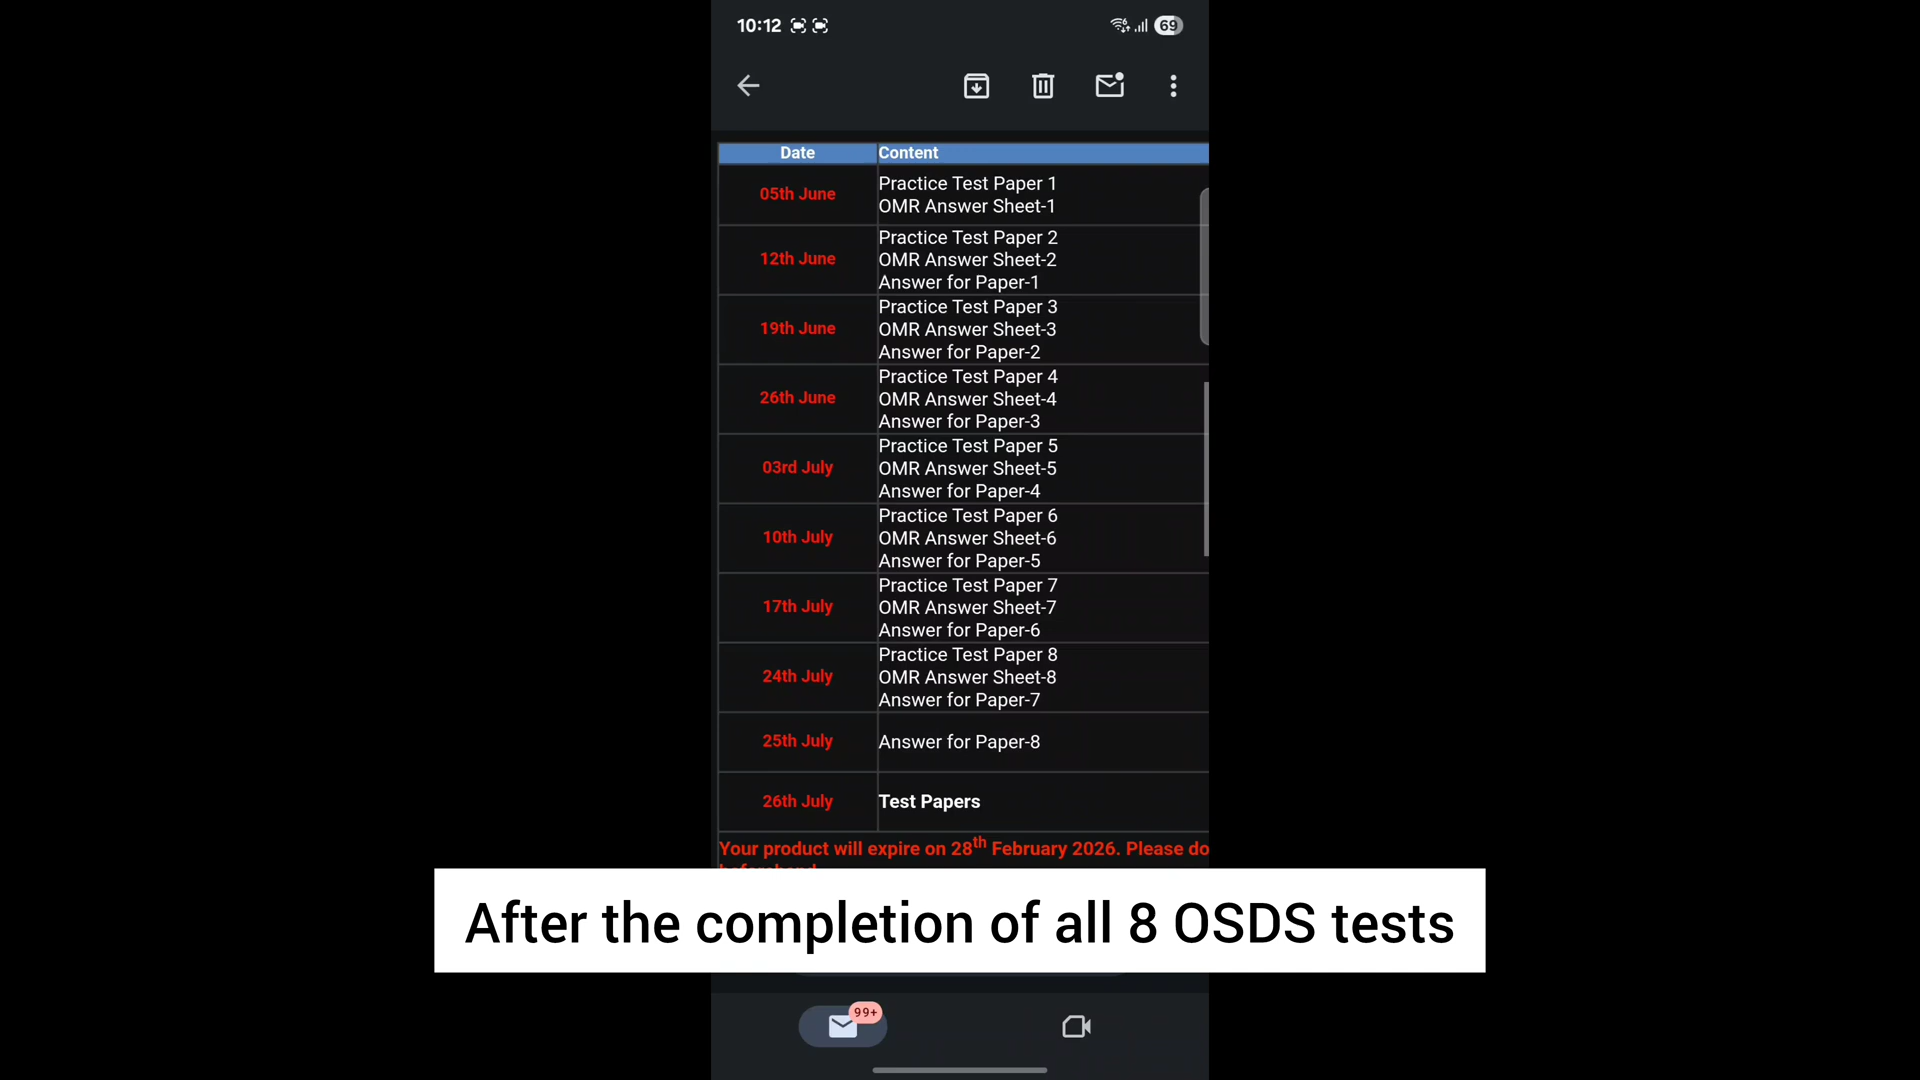 10:12
69
Date Content
05th June Practice Test Paper 1
OMR Answer Sheet-1
12th June Practice Test Paper 2
OMR Answer Sheet-2
Answer for Paper-1
19th June Practice Test Paper 3
OMR Answer Sheet-3
Answer for Paper-2
26th June Practice Test Paper 4
OMR Answer Sheet-4
Answer for Paper-3
03rd July Practice Test Paper 5
OMR Answer Sheet-5
Answer for Paper-4
10th July Practice Test Paper 6
OMR Answer Sheet-6
Answer for Paper-5
17th July Practice Test Paper 7
OMR Answer Sheet-7
Answer for Paper-6
24th July Practice Test Paper 8
OMR Answer Sheet-8
Answer for Paper-7
25th July Answer for Paper-8
26th July Test Papers
Your product will expire on 28th February 2026. Please do
After the completion of all 8 OSDS tests
99+